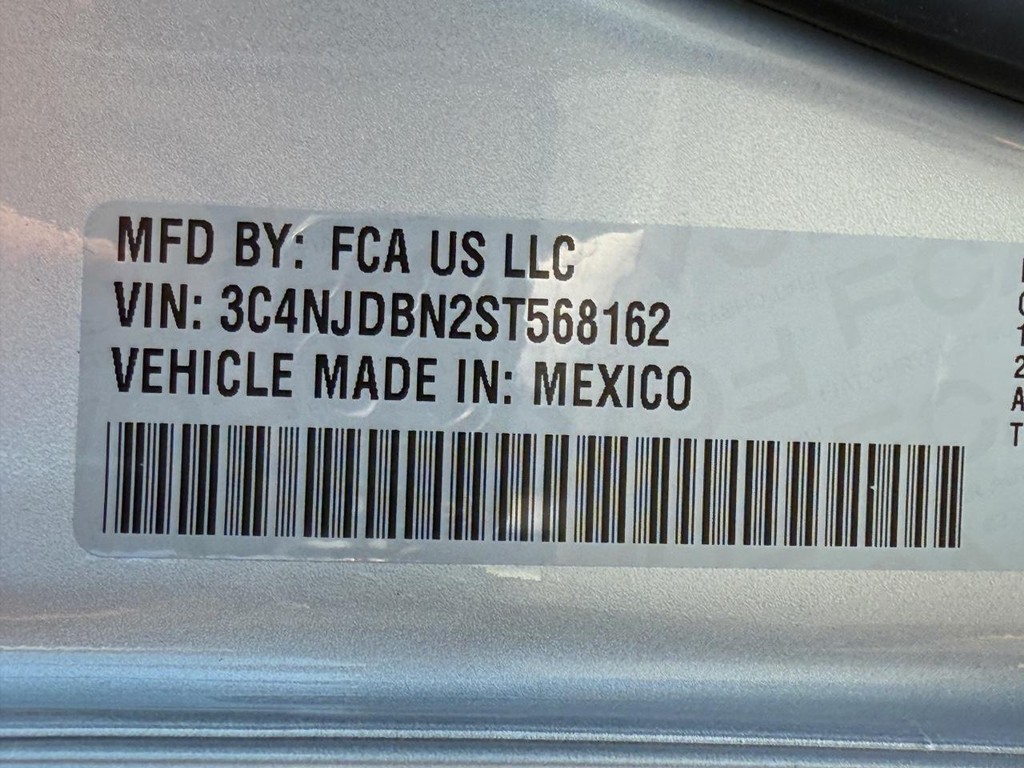 MFD BY: FCA US LLC
VIN: 3C4NJDBN2ST568162
VEHICLE MADE IN: MEXICO